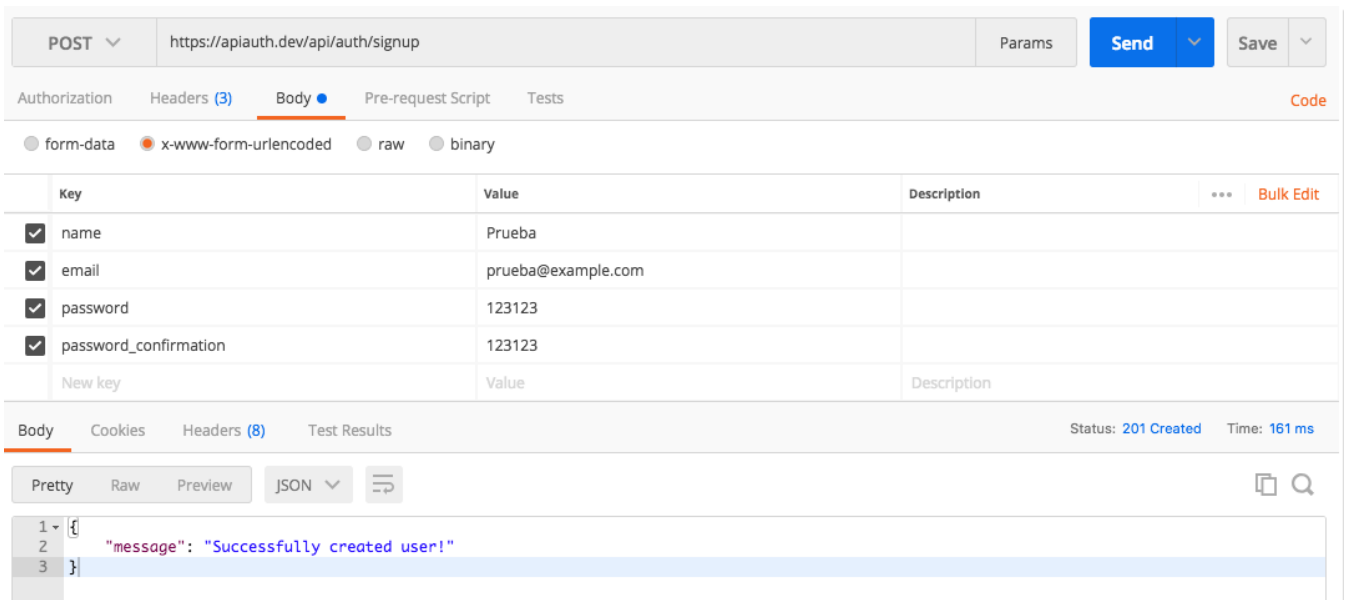 POST https://apiauth.dev/api/auth/signup Params Send Save
Authorization Headers (3) Body Pre-request Script Tests Code
form-data x-www-form-urlencoded raw binary
Key Value Description ••• Bulk Edit
name Prueba
email prueba@example.com
password 123123
password_confirmation 123123
New key Value Description
Body Cookies Headers (8) Test Results Status: 201 Created Time: 161 ms
Pretty Raw Preview JSON
1 {
2 "message": "Successfully created user!"
3 }